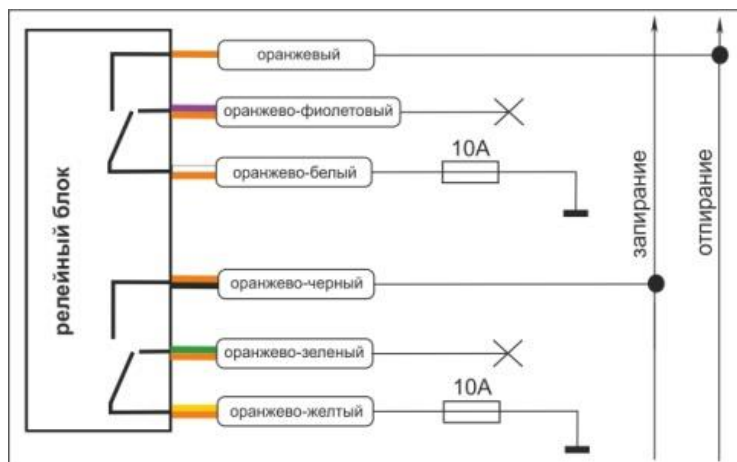 релейный блок
оранжевый
оранжево-фиолетовый
10А
оранжево-белый
оранжево-черный
оранжево-зеленый
10А
оранжево-желтый
запирание
отпирание